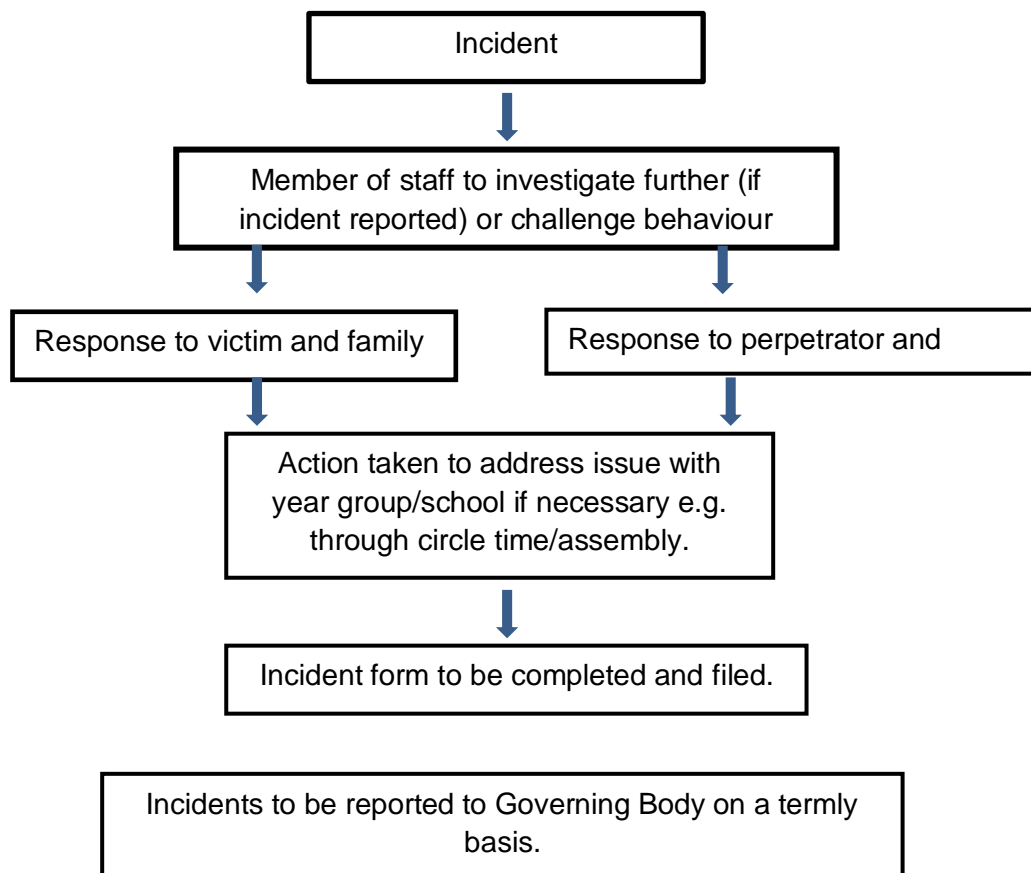 Incident
Member of staff to investigate further (if
incident reported) or challenge behaviour
Response to victim and family
Response to perpetrator and
Action taken to address issue with
year group/school if necessary e.g.
through circle time/assembly.
Incident form to be completed and filed.
Incidents to be reported to Governing Body on a termly
basis.